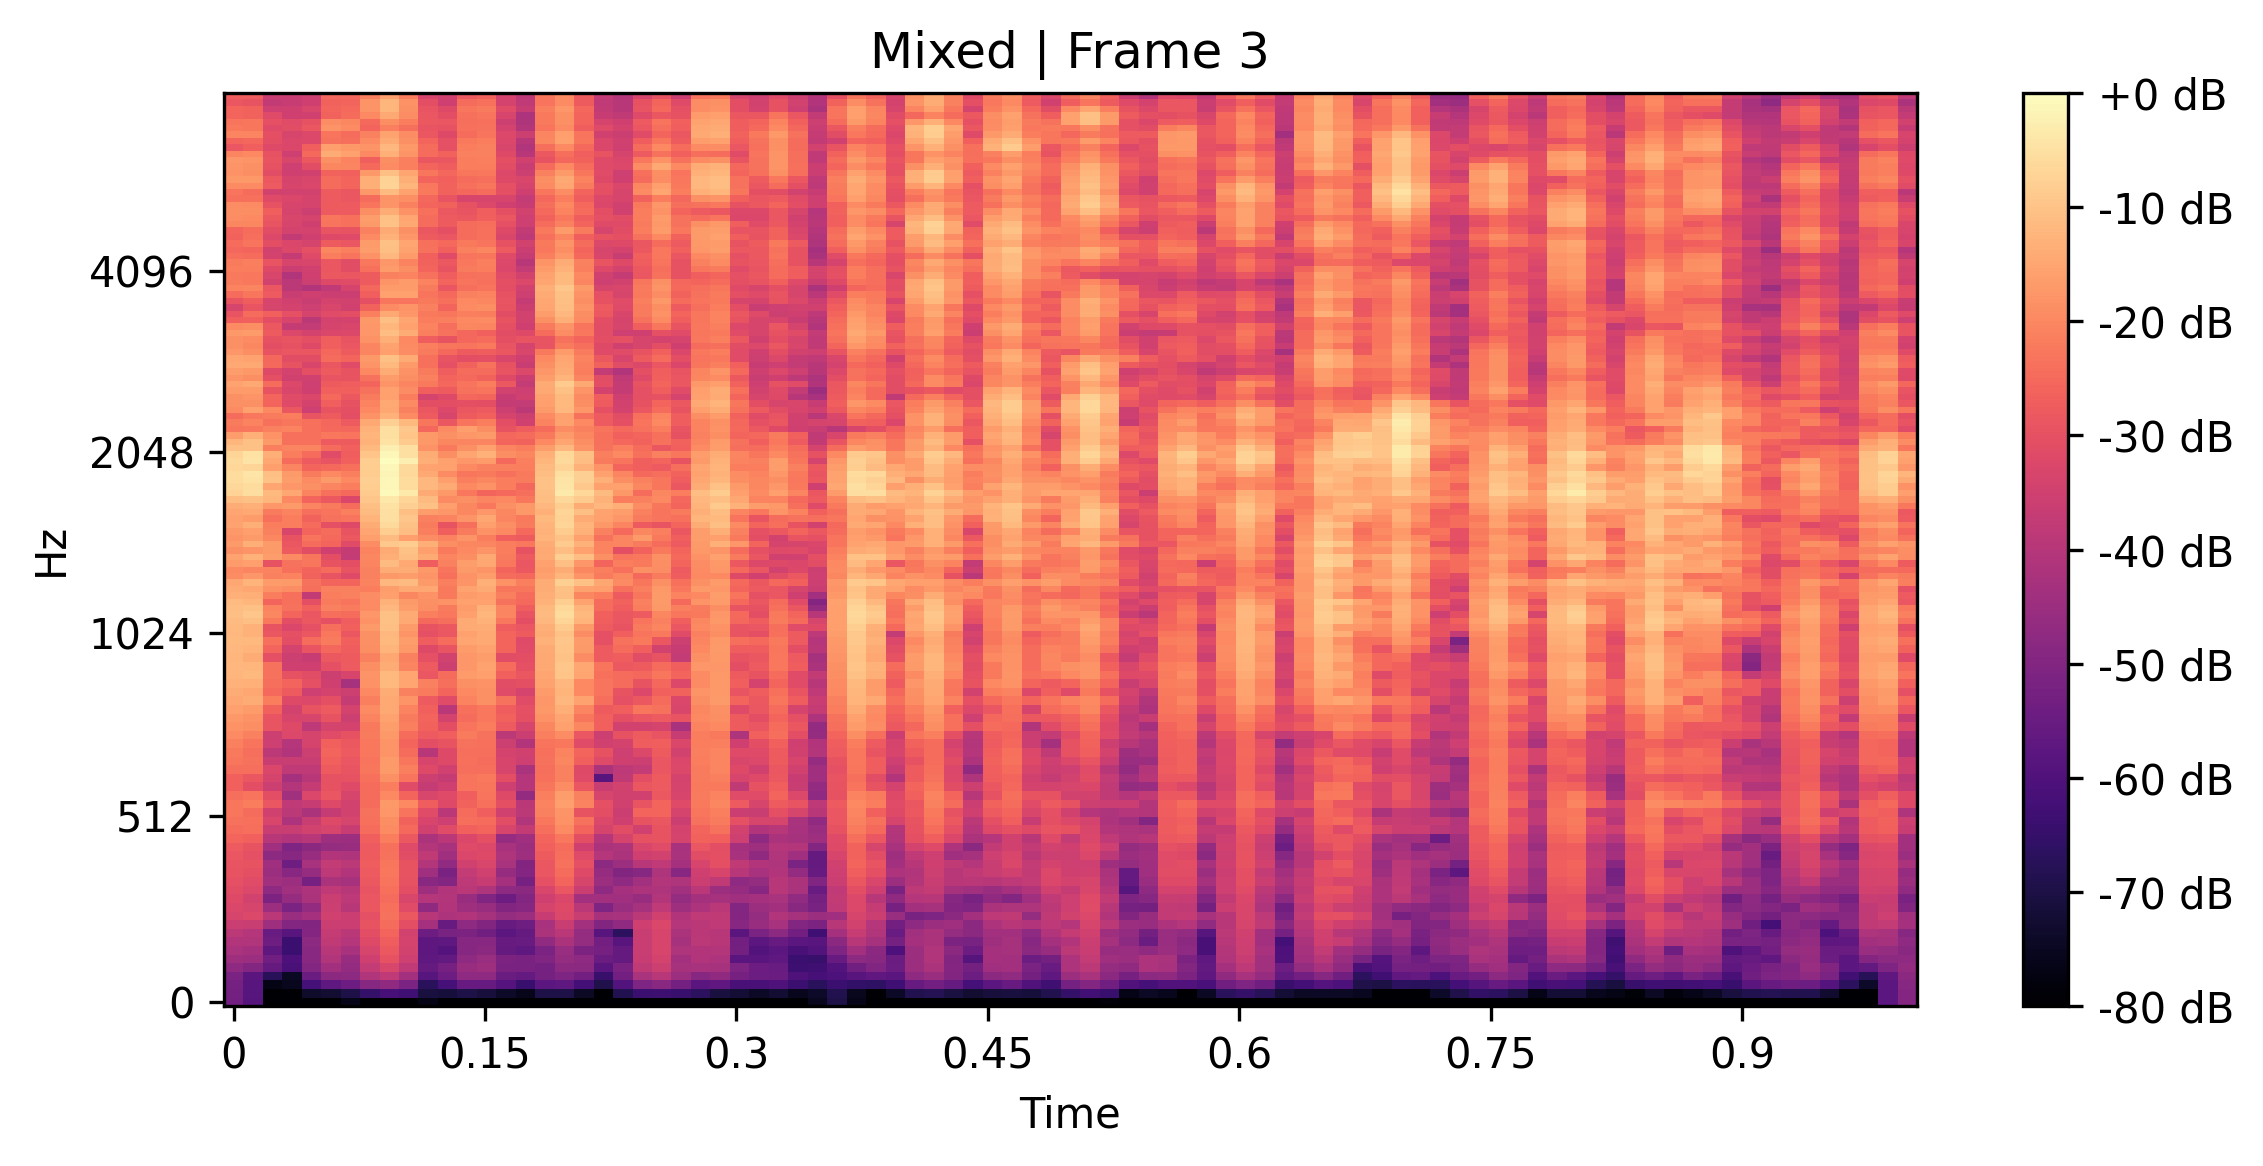 Mixed | Frame 3
+0 dB
-10 dB
-20 dB
-30 dB
-40 dB
-50 dB
-60 dB
-70 dB
-80 dB
Hz
4096
2048
1024
512
0
0 0.15 0.3 0.45 0.6 0.75 0.9
Time